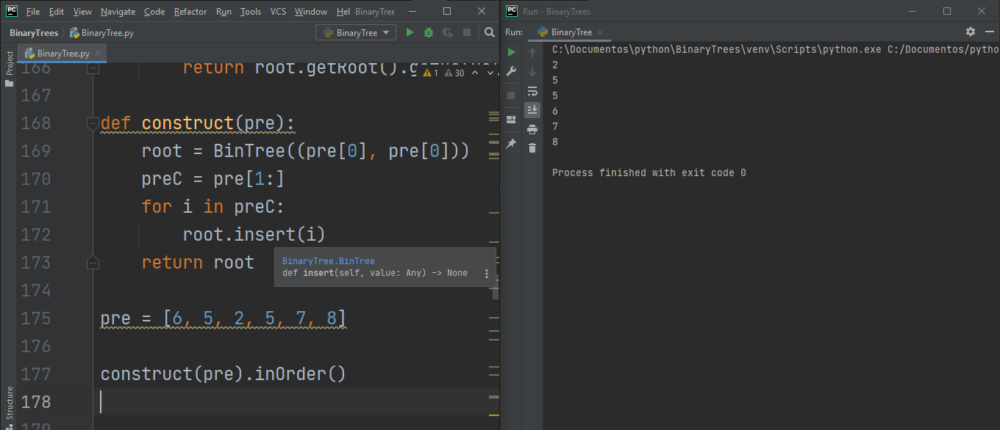 PC File Edit View Navigate Code Refactor Run Tools VCS Window Hel BinaryTree
BinaryTrees BinaryTree.py BinaryTree
Project
BinaryTree.py
1 30
166 return root.getRoot().
167
168 def construct(pre):
169 root = BinTree((pre[0], pre[0]))
170 preC = pre[1:]
171 for i in preC:
172 root.insert(i)
173 return root
BinaryTree.BinTree
def insert(self, value: Any) -> None
174
175 pre = [6, 5, 2, 5, 7, 8]
176
177 construct(pre).inOrder()
178
179
Structure
PC Run - BinaryTrees
Run: BinaryTree
C:\Documentos\python\BinaryTrees\venv\Scripts\python.exe C:/Documentos/pytho
2
5
5
6
7
8
Process finished with exit code 0